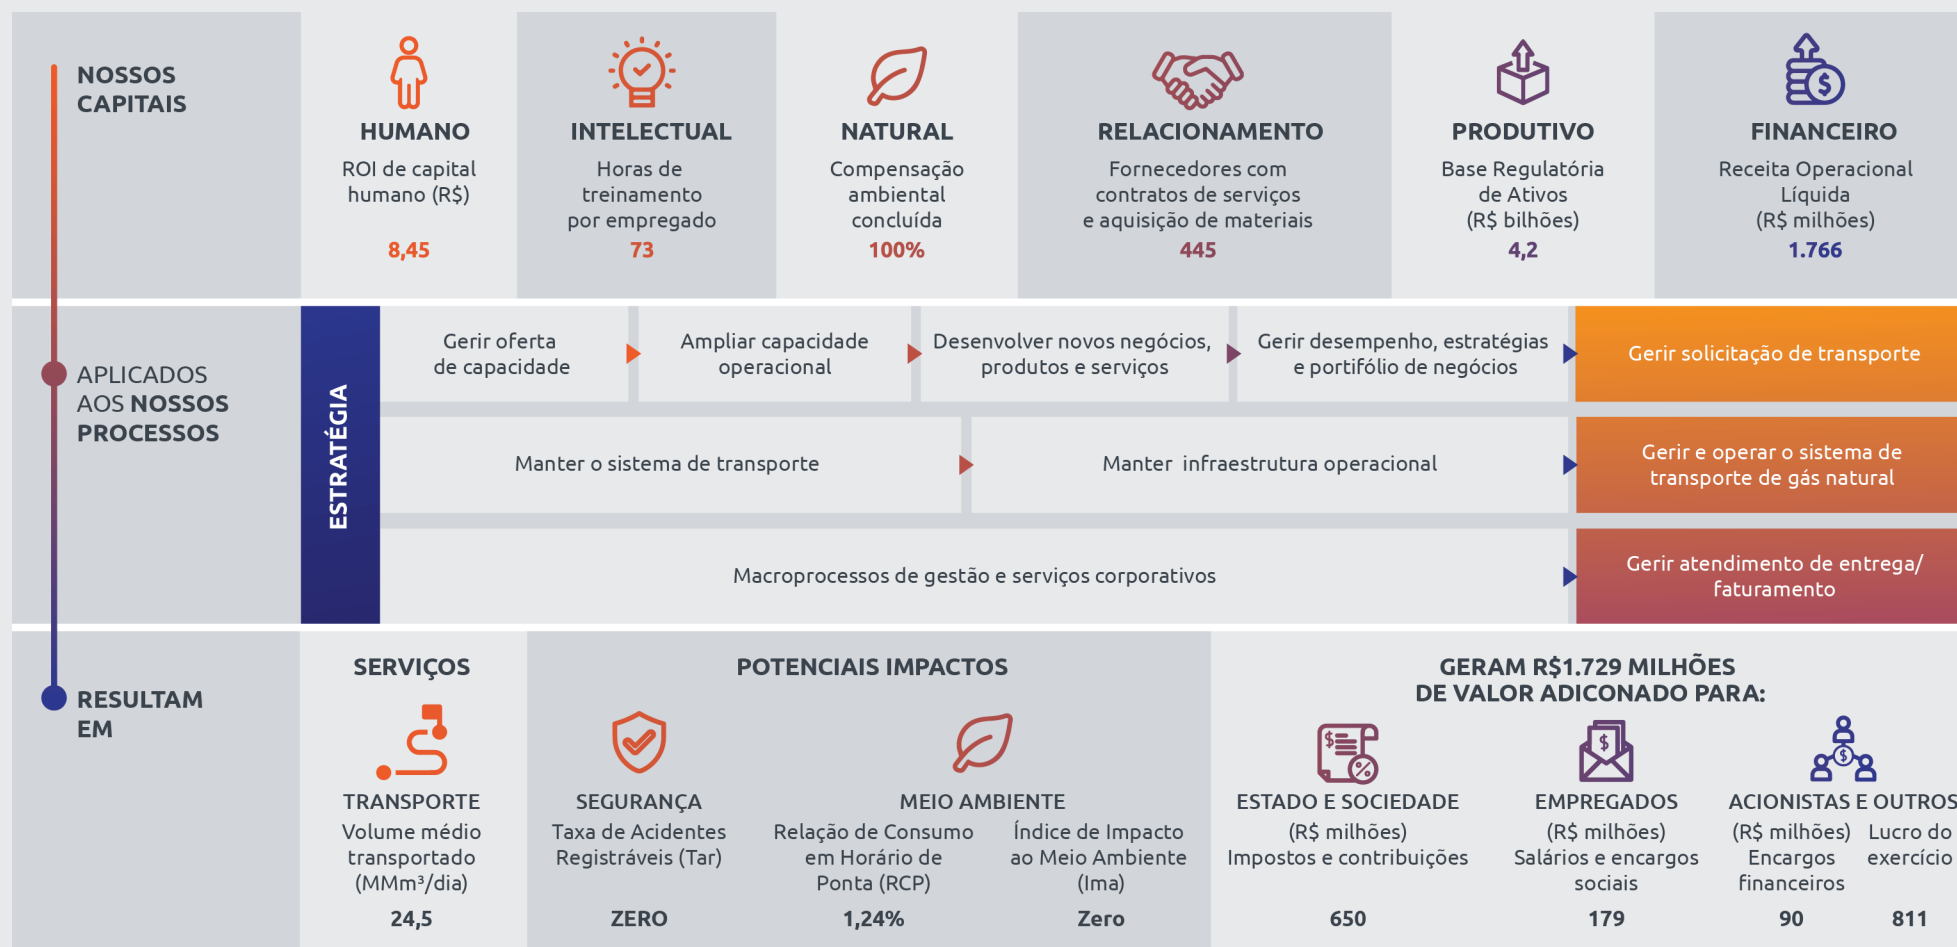 NOSSOS
CAPITAIS
HUMANO
ROI de capital
humano (R$)
8,45
INTELECTUAL
Horas de
treinamento
por empregado
73
NATURAL
Compensação
ambiental
concluída
100%
RELACIONAMENTO
Fornecedores com
contratos de serviços
e aquisição de materiais
445
PRODUTIVO
Base Regulatória
de Ativos
(R$ bilhões)
4,2
FINANCEIRO
Receita Operacional
Líquida
(R$ milhões)
1.766
APLICADOS
AOS NOSSOS
PROCESSOS
ESTRATÉGIA
Gerir oferta
de capacidade
Ampliar capacidade
operacional
Desenvolver novos negócios,
produtos e serviços
Gerir desempenho, estratégias
e portifólio de negócios
Gerir solicitação de transporte
Manter o sistema de transporte
Manter infraestrutura operacional
Gerir e operar o sistema de
transporte de gás natural
Macroprocessos de gestão e serviços corporativos
Gerir atendimento de entrega/
faturamento
RESULTAM
EM
SERVIÇOS
TRANSPORTE
Volume médio
transportado
(MMm³/dia)
24,5
POTENCIAIS IMPACTOS
SEGURANÇA
Taxa de Acidentes
Registráveis (Tar)
ZERO
MEIO AMBIENTE
Relação de Consumo
em Horário de
Ponta (RCP)
1,24%
Índice de Impacto
ao Meio Ambiente
(Ima)
Zero
GERAM R$1.729 MILHÕES
DE VALOR ADICONADO PARA:
ESTADO E SOCIEDADE
(R$ milhões)
Impostos e contribuições
650
EMPREGADOS
(R$ milhões)
Salários e encargos
sociais
179
ACIONISTAS E OUTROS
(R$ milhões)
Encargos
financeiros
90
Lucro do
exercício
811